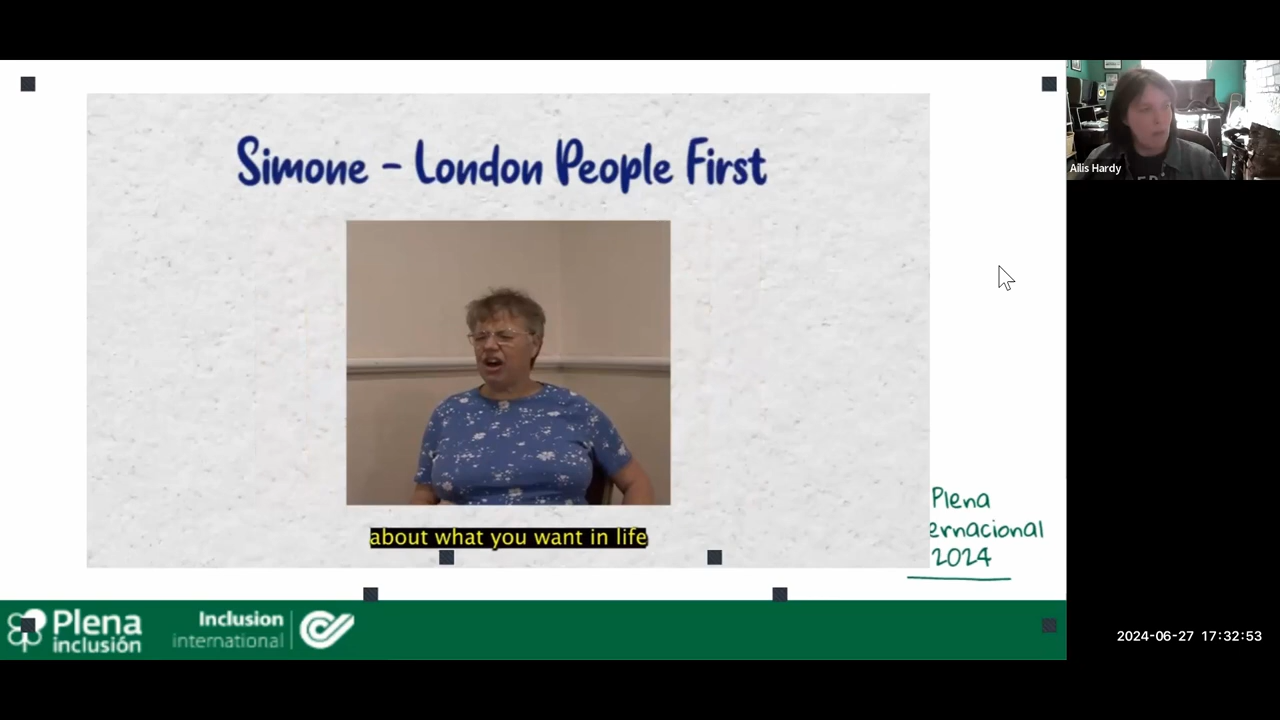 Simone - London People First
Ailis Hardy
about what you want in life
Plena
ernacional
2024
Plena
inclusión
Inclusion
international
2024-06-27 17:32:53